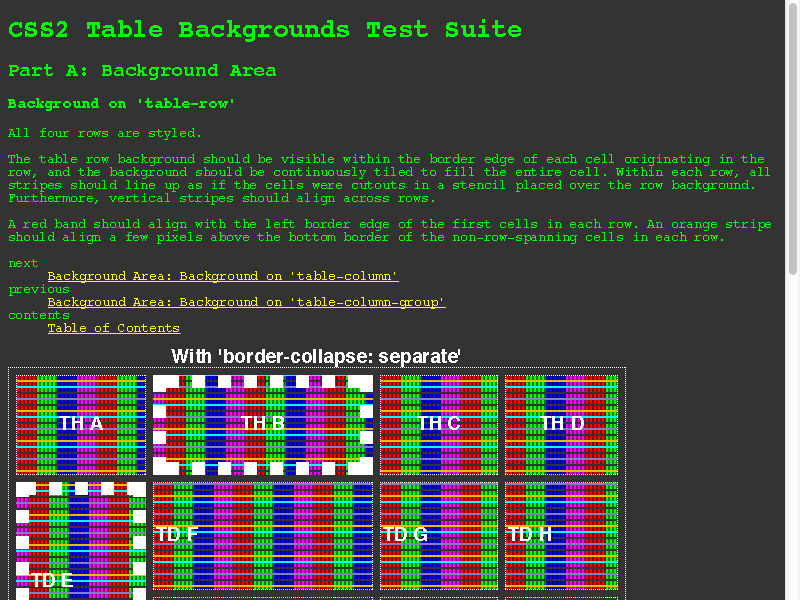 CSS2 Table Backgrounds Test Suite
Part A: Background Area
Background on 'table-row'
All four rows are styled.
The table row background should be visible within the border edge of each cell originating in the
row, and the background should be continuously tiled to fill the entire cell. Within each row, all
stripes should line up as if the cells were cutouts in a stencil placed over the row background.
Furthermore, vertical stripes should align across rows.
A red band should align with the left border edge of the first cells in each row. An orange stripe
should align a few pixels above the bottom border of the non-row-spanning cells in each row.
next
Background Area: Background on 'table-column'
previous
Background Area: Background on 'table-column-group'
contents
Table of Contents
With 'border-collapse: separate'
TH A TH B TH C TH D
TD E TD F TD G TD H